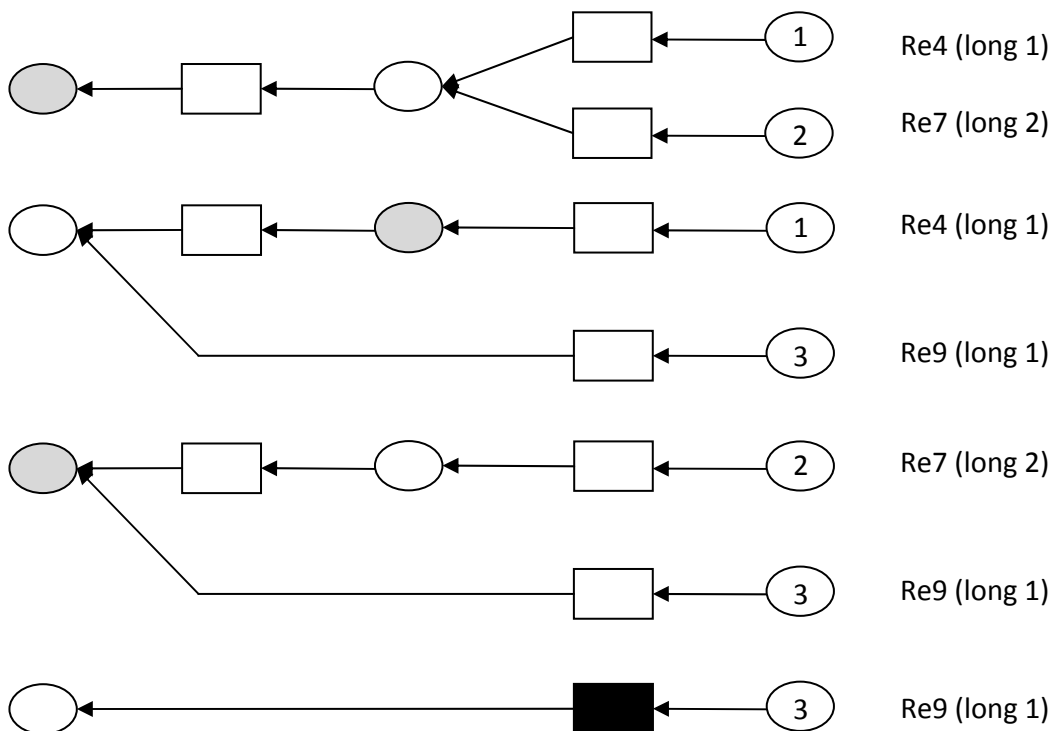 1 Re4 (long 1)
2 Re7 (long 2)
1 Re4 (long 1)
3 Re9 (long 1)
2 Re7 (long 2)
3 Re9 (long 1)
3 Re9 (long 1)